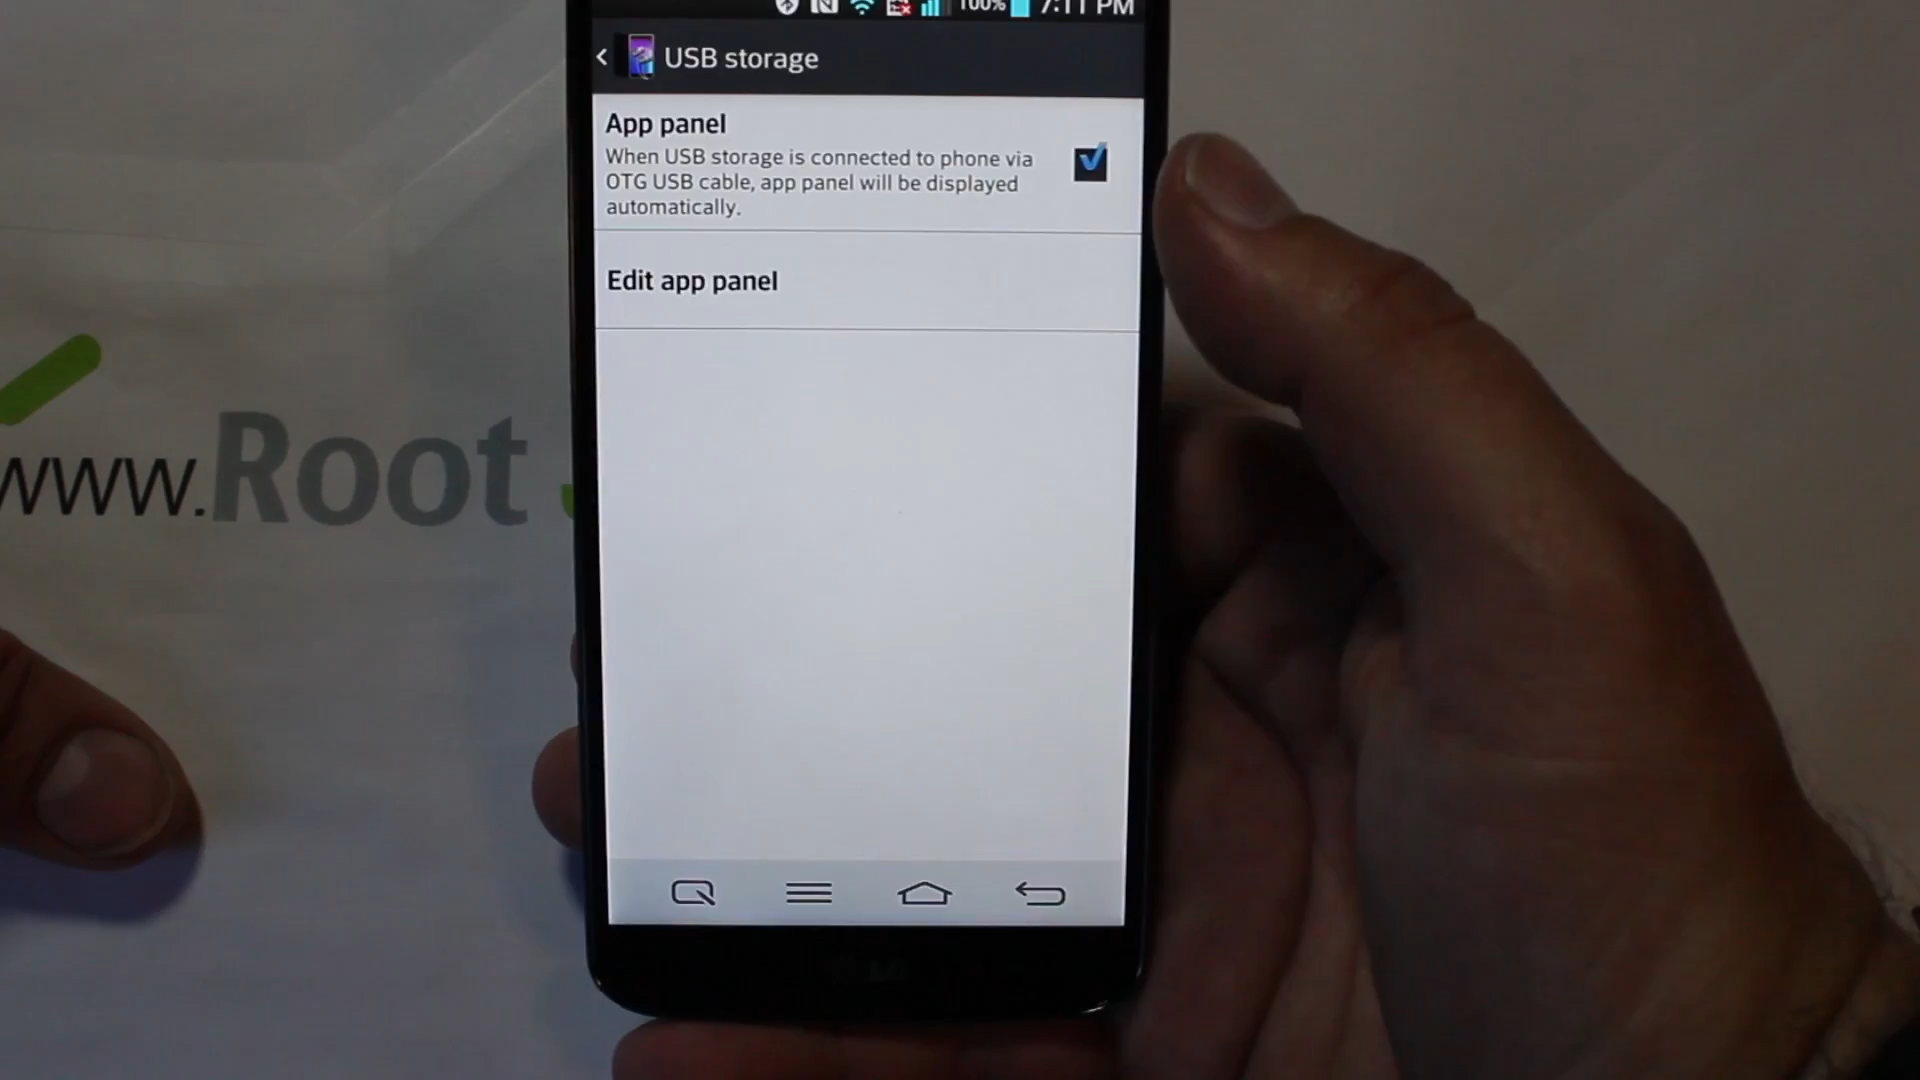 100% 7:11 PM
USB storage
App panel
When USB storage is connected to phone via
OTG USB cable, app panel will be displayed
automatically.
Edit app panel
www.Root